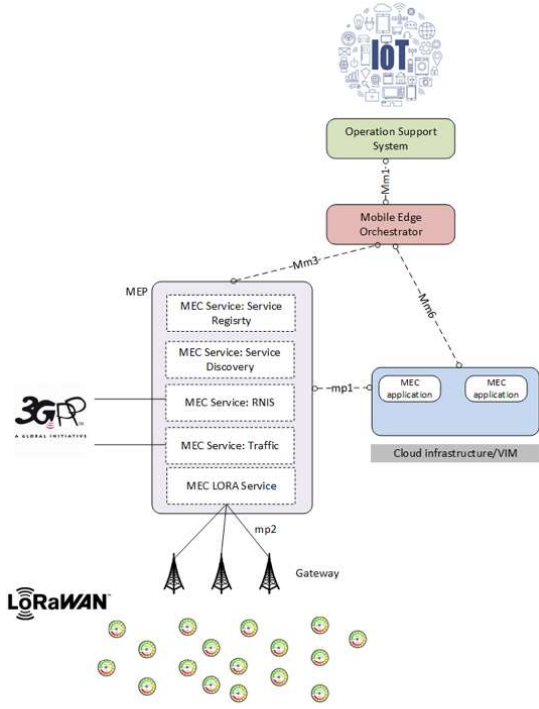 IoT
Operation Support
System
Mm1
Mobile Edge
Orchestrator
Mm3
Mm6
MEP
MEC Service: Service
Regisrty
MEC Service: Service
Discovery
MEC Service: RNIS
MEC Service: Traffic
MEC LORA Service
mp1
MEC
application
MEC
application
Cloud infrastructure/VIM
3GPP
A GLOBAL INITIATIVE
mp2
Gateway
LoRaWAN